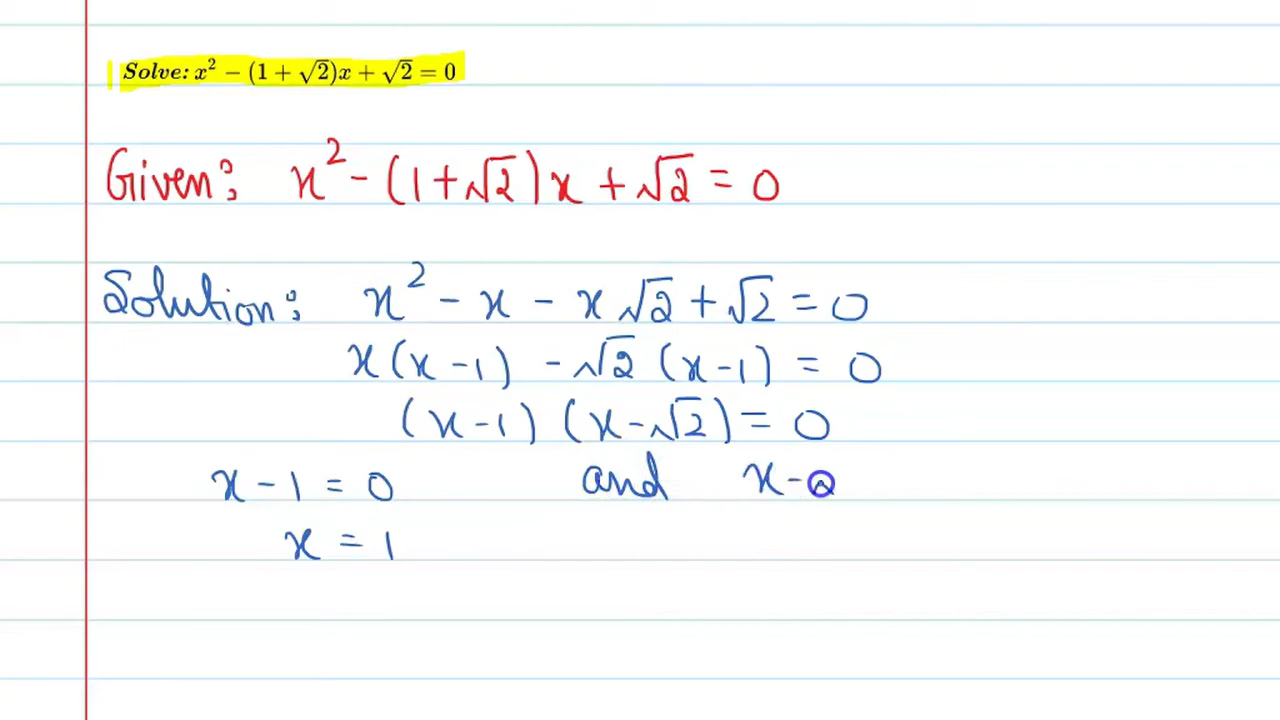 Solve: x² − (1 + √2)x + √2 = 0
Given: x² - (1+√2)x + √2 = 0
Solution: x² - x - x√2 + √2 = 0
x(x-1) - √2 (x-1) = 0
(x-1) (x-√2) = 0
x - 1 = 0 and x -
x = 1